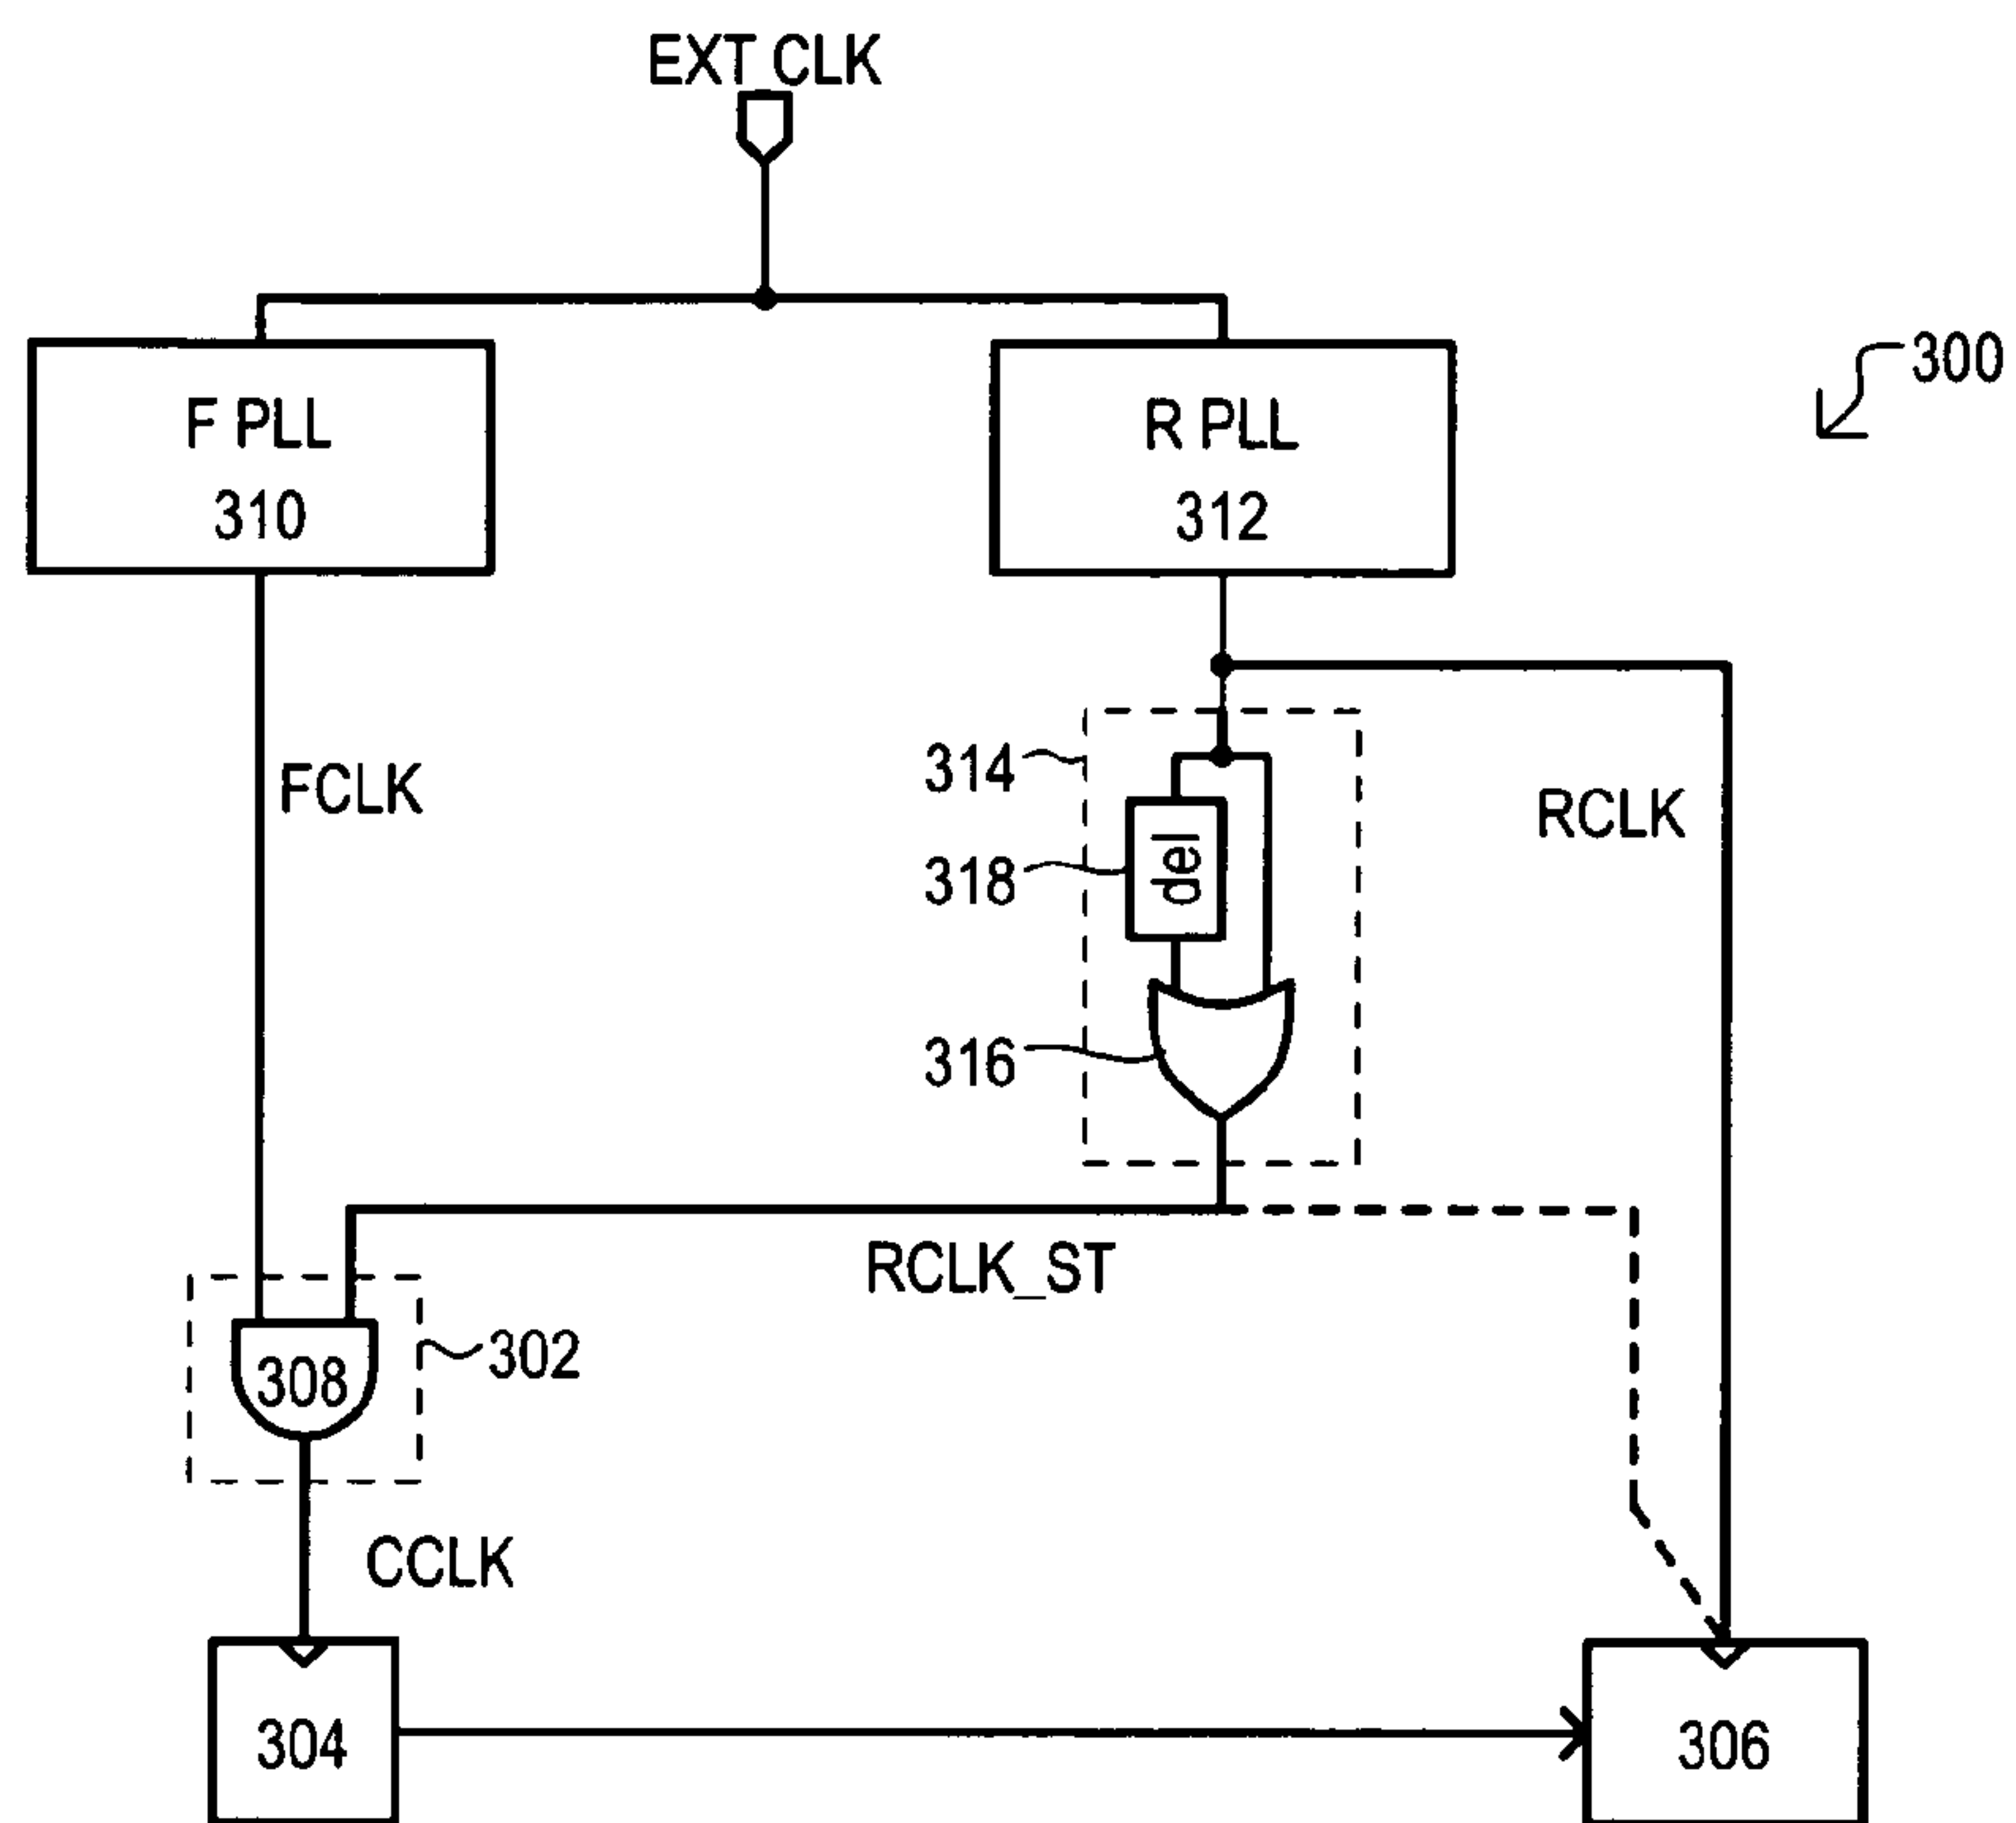 EXT CLK
F PLL
310
R PLL
312
300
FCLK
314
RCLK
318
del
316
RCLK_ST
308
302
CCLK
304
306